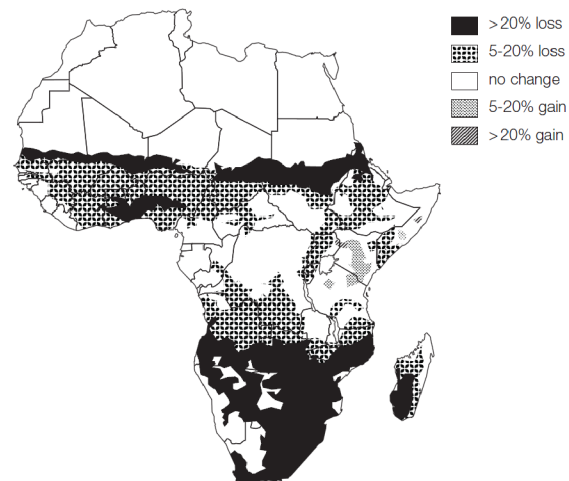 >20% loss
5-20% loss
no change
5-20% gain
>20% gain